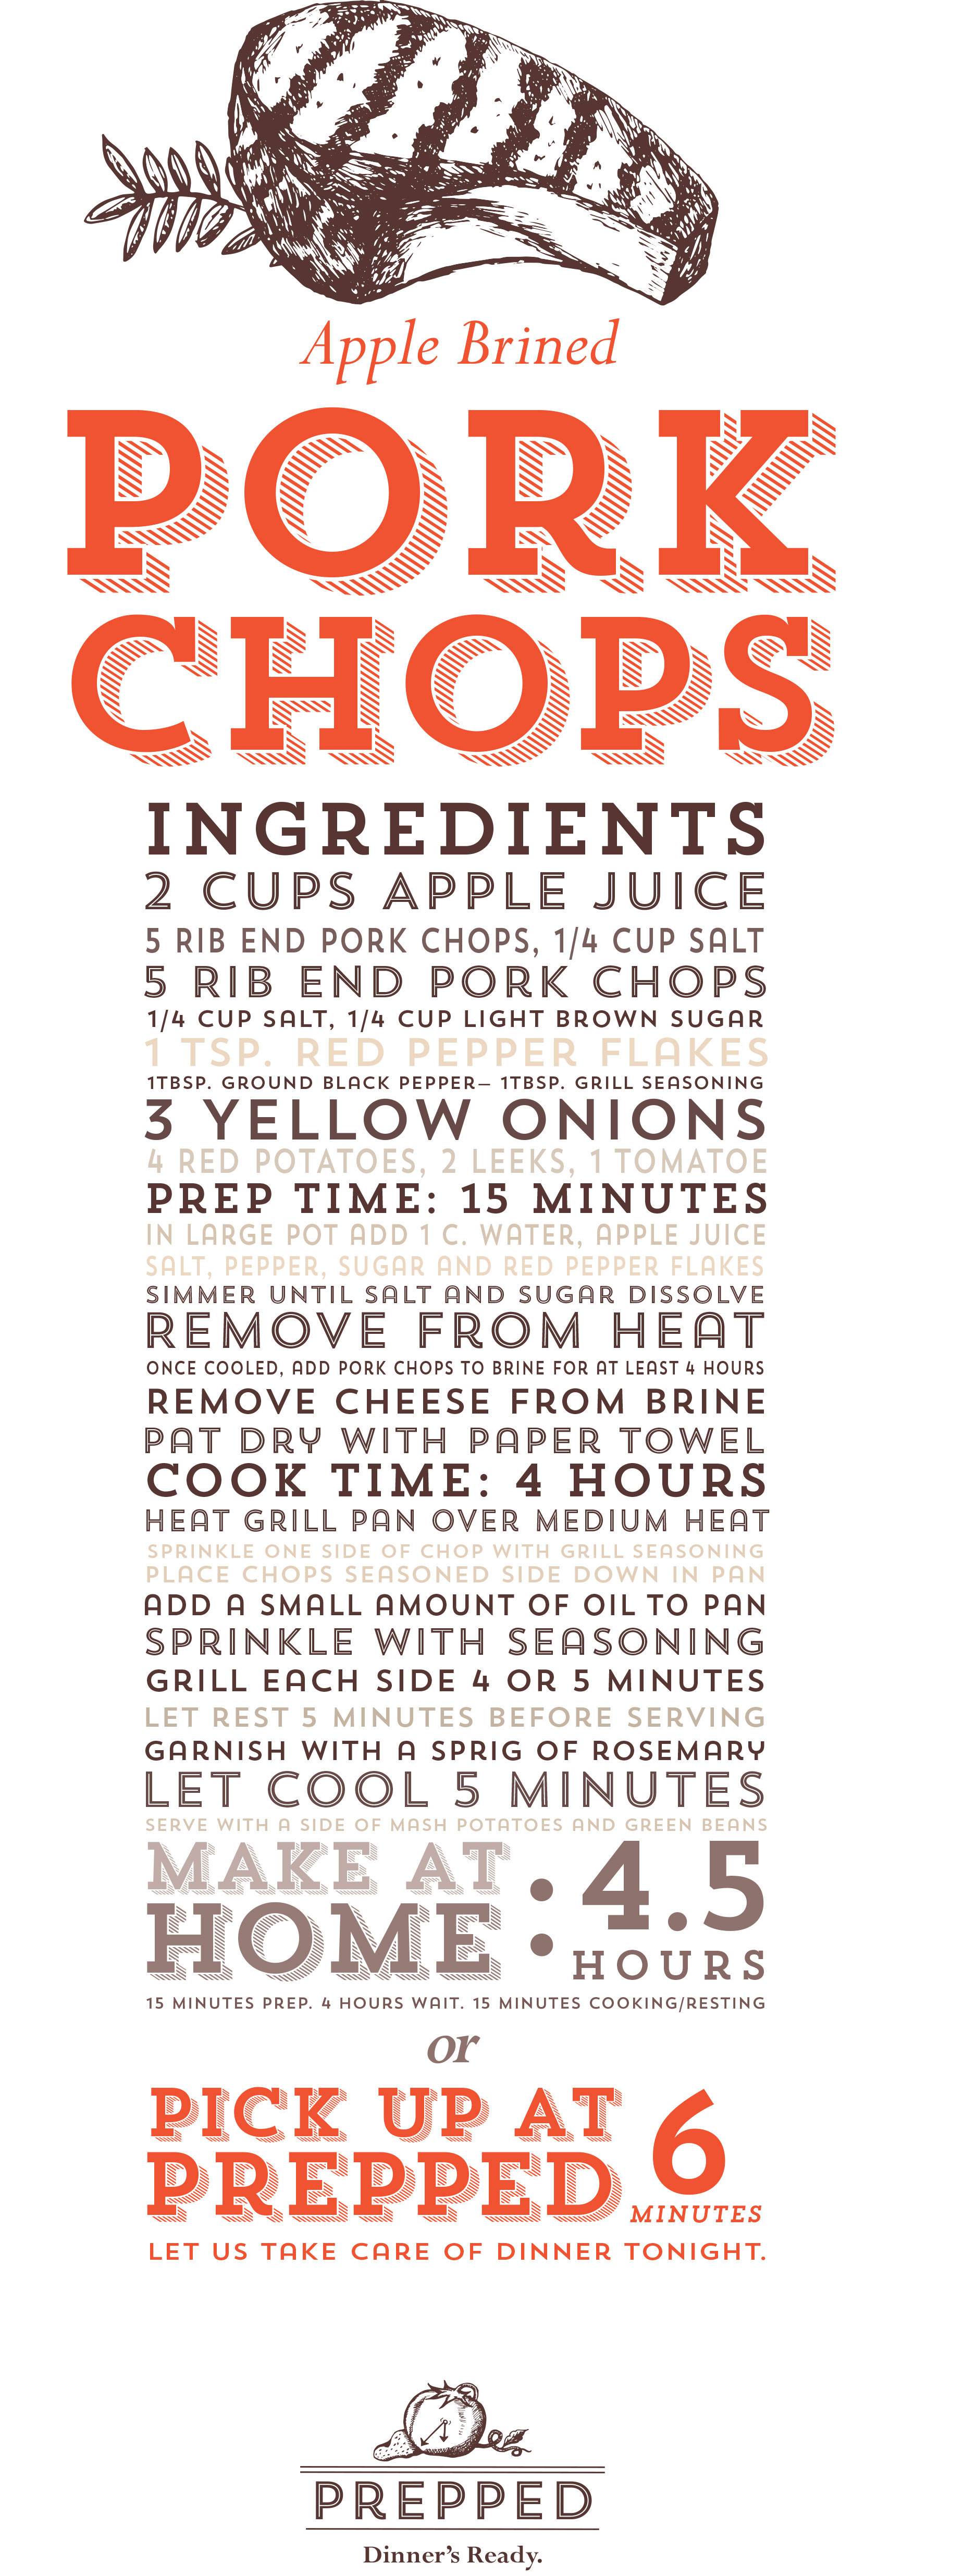 Apple Brined
PORK
CHOPS
INGREDIENTS
2 CUPS APPLE JUICE
5 RIB END PORK CHOPS, 1/4 CUP SALT
5 RIB END PORK CHOPS
1/4 CUP SALT, 1/4 CUP LIGHT BROWN SUGAR
1 TSP. RED PEPPER FLAKES
1TBSP. GROUND BLACK PEPPER– 1TBSP. GRILL SEASONING
3 YELLOW ONIONS
4 RED POTATOES, 2 LEEKS, 1 TOMATOE
PREP TIME: 15 MINUTES
IN LARGE POT ADD 1 C. WATER, APPLE JUICE
SALT, PEPPER, SUGAR AND RED PEPPER FLAKES
SIMMER UNTIL SALT AND SUGAR DISSOLVE
REMOVE FROM HEAT
ONCE COOLED, ADD PORK CHOPS TO BRINE FOR AT LEAST 4 HOURS
REMOVE CHEESE FROM BRINE
PAT DRY WITH PAPER TOWEL
COOK TIME: 4 HOURS
HEAT GRILL PAN OVER MEDIUM HEAT
SPRINKLE ONE SIDE OF CHOP WITH GRILL SEASONING
PLACE CHOPS SEASONED SIDE DOWN IN PAN
ADD A SMALL AMOUNT OF OIL TO PAN
SPRINKLE WITH SEASONING
GRILL EACH SIDE 4 OR 5 MINUTES
LET REST 5 MINUTES BEFORE SERVING
GARNISH WITH A SPRIG OF ROSEMARY
LET COOL 5 MINUTES
SERVE WITH A SIDE OF MASH POTATOES AND GREEN BEANS
MAKE AT
HOME : 4.5
HOURS
15 MINUTES PREP. 4 HOURS WAIT. 15 MINUTES COOKING/RESTING
or
PICK UP AT
PREPPED 6
MINUTES
LET US TAKE CARE OF DINNER TONIGHT.
PREPPED
Dinner's Ready.